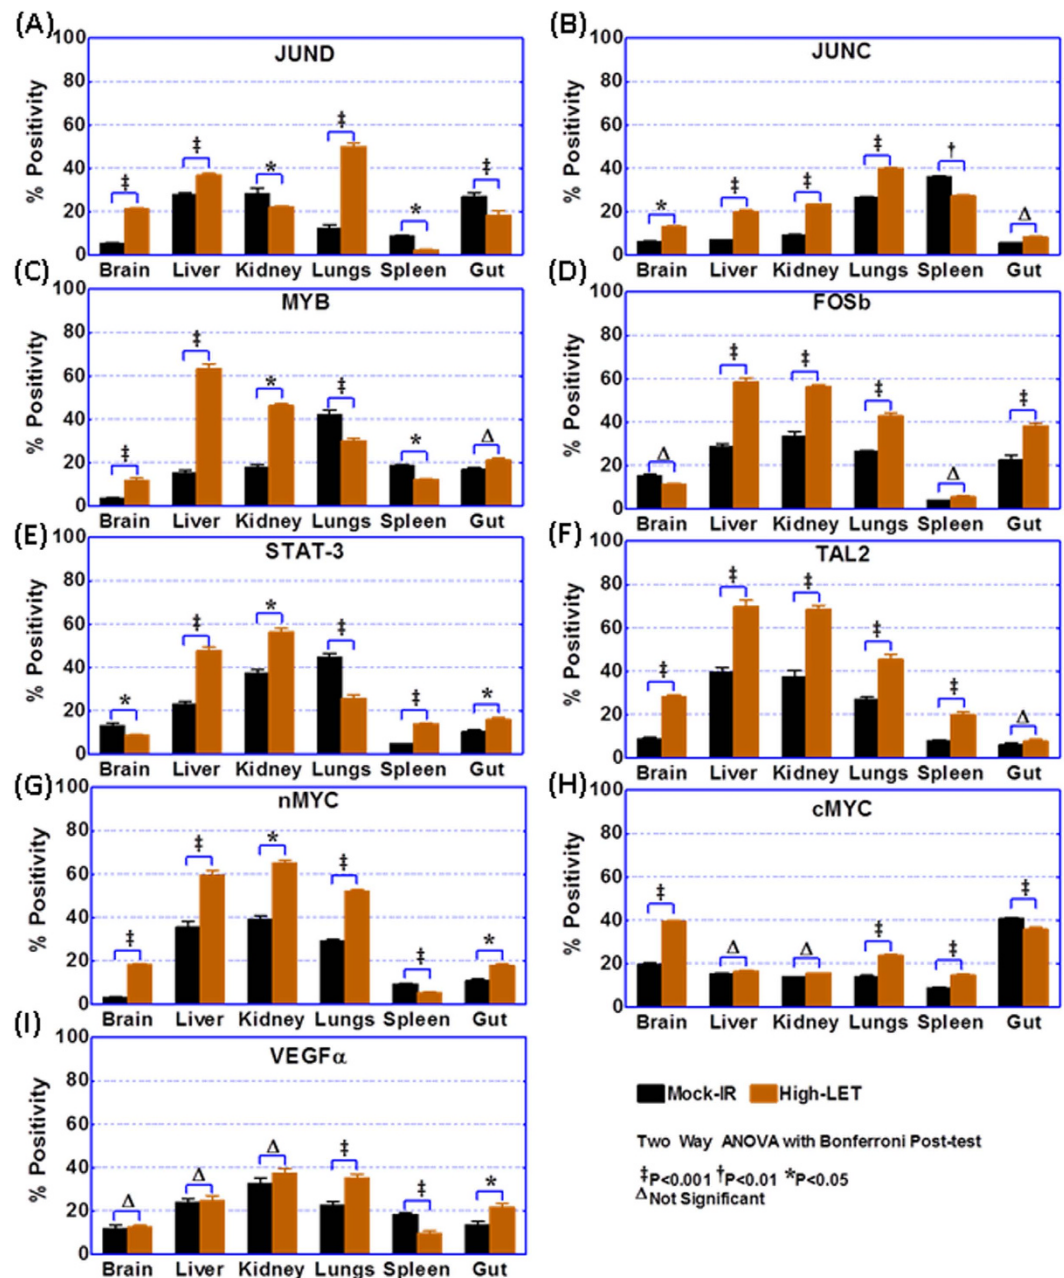 (A)
JUND
% Positivity
100
80
60
40
20
0
‡ ‡ * ‡ * ‡
Brain Liver Kidney Lungs Spleen Gut
(B)
JUNC
% Positivity
100
80
60
40
20
0
* ‡ ‡ ‡ † Δ
Brain Liver Kidney Lungs Spleen Gut
(C)
MYB
% Positivity
100
80
60
40
20
0
‡ ‡ * ‡ * Δ
Brain Liver Kidney Lungs Spleen Gut
(D)
FOSb
% Positivity
100
80
60
40
20
0
Δ ‡ ‡ ‡ Δ ‡
Brain Liver Kidney Lungs Spleen Gut
(E)
STAT-3
% Positivity
100
80
60
40
20
0
* ‡ * ‡ ‡ *
Brain Liver Kidney Lungs Spleen Gut
(F)
TAL2
% Positivity
100
80
60
40
20
0
‡ ‡ ‡ ‡ ‡ Δ
Brain Liver Kidney Lungs Spleen Gut
(G)
nMYC
% Positivity
100
80
60
40
20
0
‡ ‡ * ‡ ‡ *
Brain Liver Kidney Lungs Spleen Gut
(H)
cMYC
% Positivity
100
80
60
40
20
0
‡ Δ Δ ‡ ‡ ‡
Brain Liver Kidney Lungs Spleen Gut
(I)
VEGFα
% Positivity
100
80
60
40
20
0
Δ Δ Δ ‡ ‡ *
Brain Liver Kidney Lungs Spleen Gut
Mock-IR High-LET
Two Way ANOVA with Bonferroni Post-test
‡P<0.001 †P<0.01 *P<0.05
ΔNot Significant